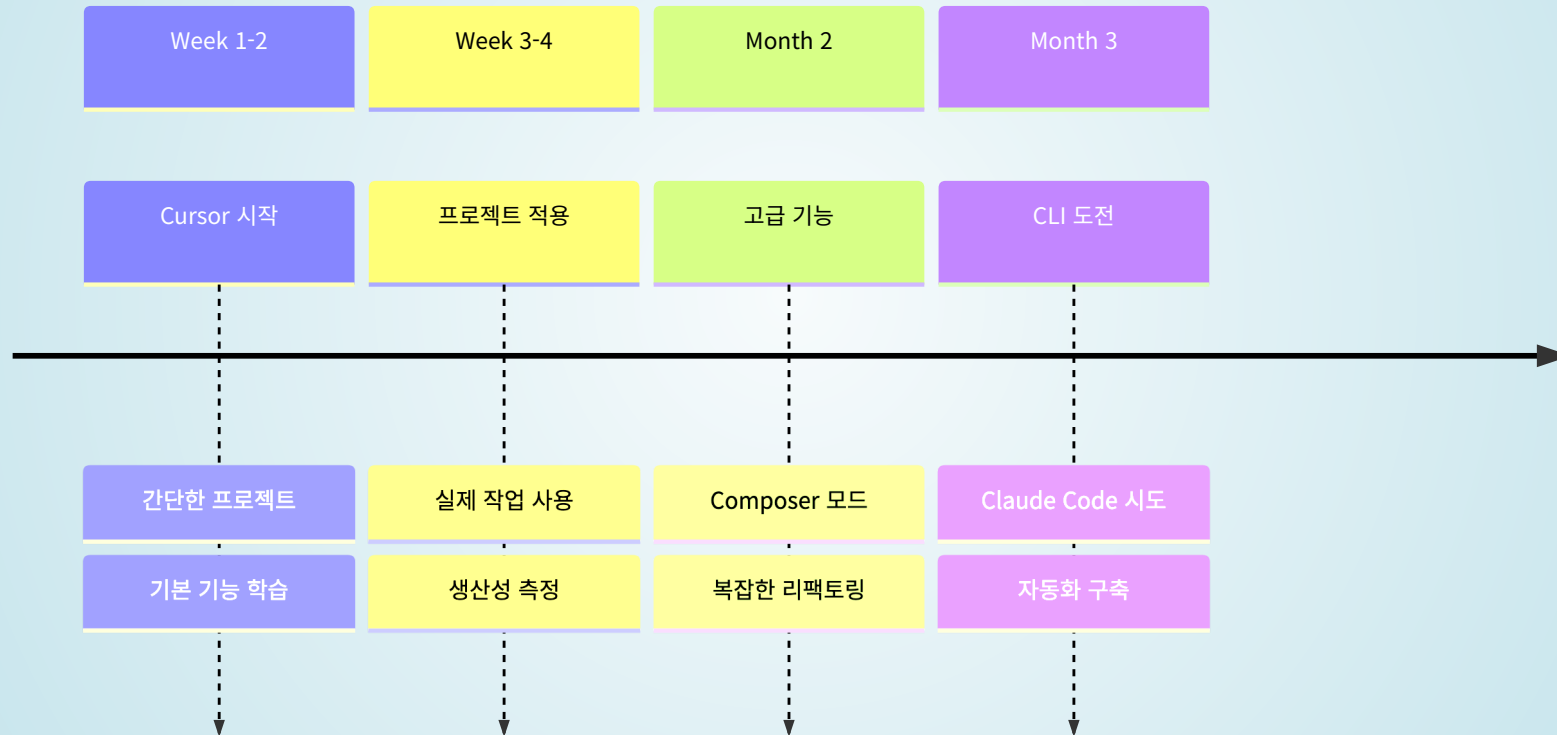 Week 1-2
Week 3-4
Month 2
Month 3
Cursor 시작
프로젝트 적용
고급 기능
CLI 도전
간단한 프로젝트
실제 작업 사용
Composer 모드
Claude Code 시도
기본 기능 학습
생산성 측정
복잡한 리팩토링
자동화 구축